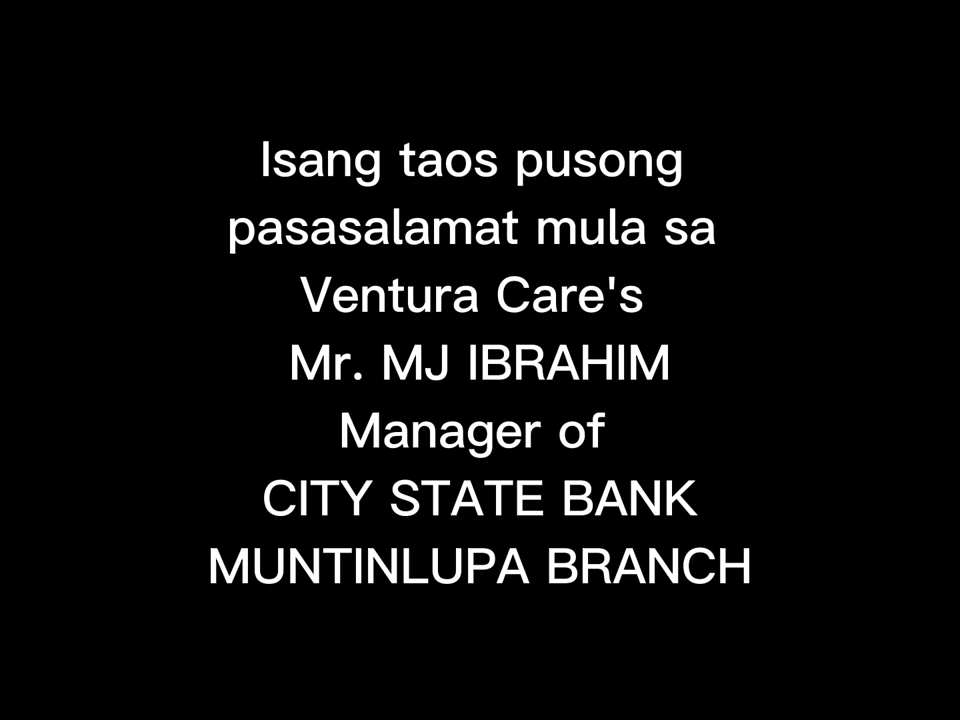 Isang taos pusong
pasasalamat mula sa
Ventura Care's
Mr. MJ IBRAHIM
Manager of
CITY STATE BANK
MUNTINLUPA BRANCH